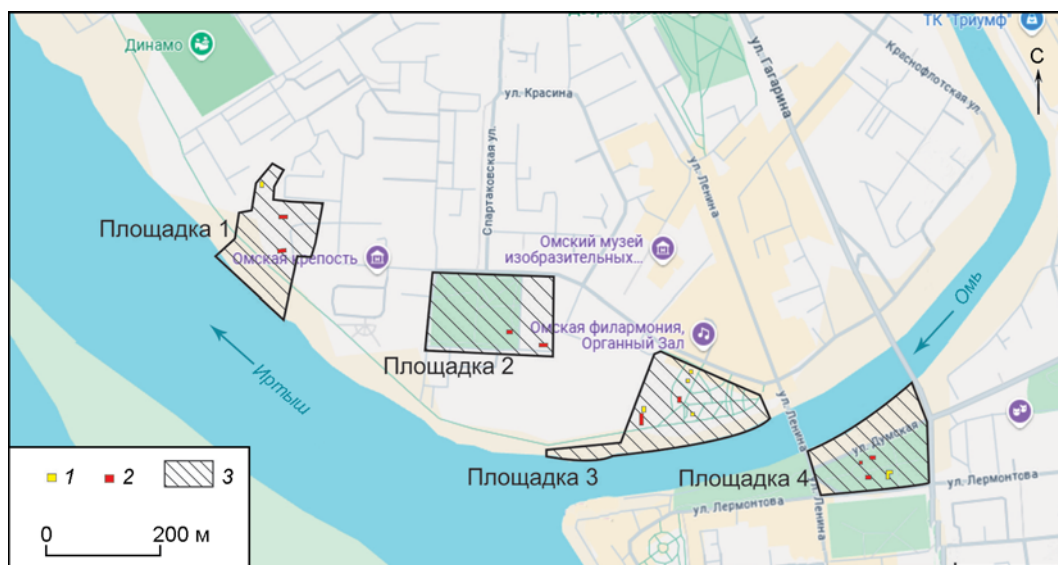 ТК "Триумф"
Динамо
С
ул. Красина
ул. Гагарина
Краснофлотская ул.
Спартаковская ул.
ул. Ленина
Площадка 1
Омская крепость
Омский музей
изобразительных...
Омь
Омская филармония,
Органный Зал
Площадка 2
Иртыш
ул. Ленина
ул. Думская
Площадка 3
Площадка 4
ул. Лермонтова
ул. Лермонтова
ул. Ленина
1 2 3
0 200 м